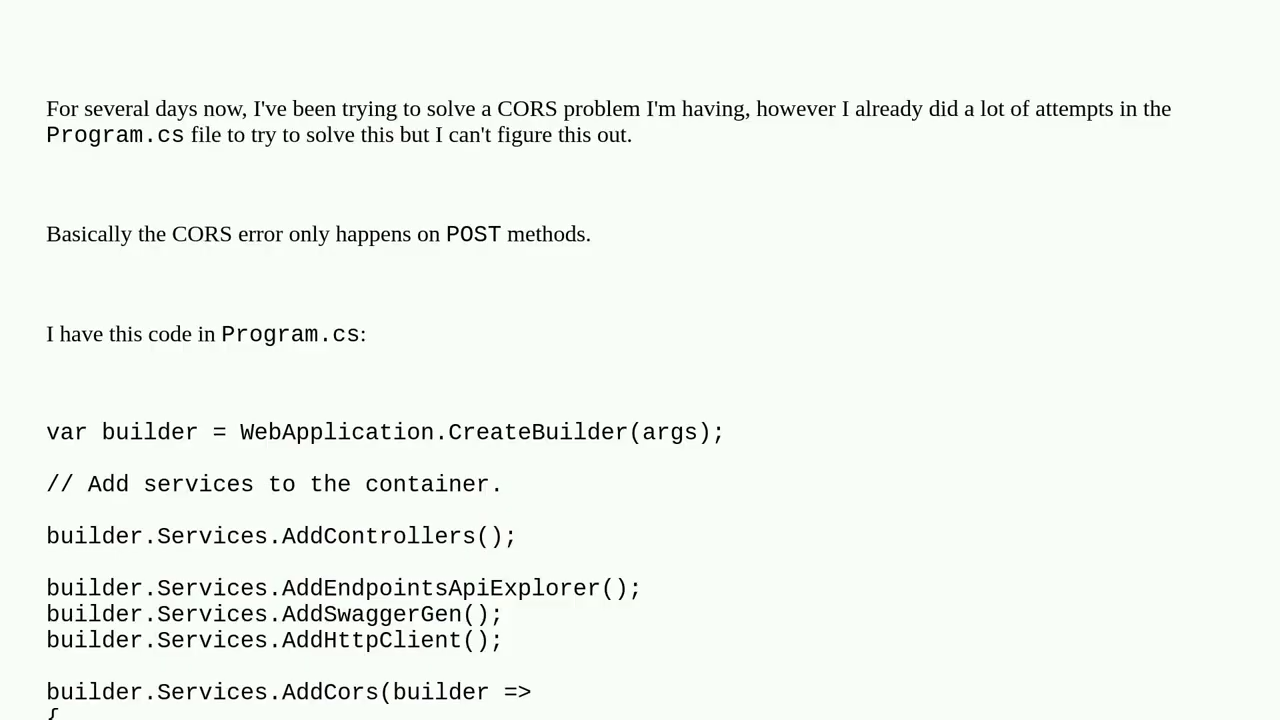 For several days now, I've been trying to solve a CORS problem I'm having, however I already did a lot of attempts in the
Program.cs file to try to solve this but I can't figure this out.
Basically the CORS error only happens on POST methods.
I have this code in Program.cs:
var builder = WebApplication.CreateBuilder(args);
// Add services to the container.
builder.Services.AddControllers();
builder.Services.AddEndpointsApiExplorer();
builder.Services.AddSwaggerGen();
builder.Services.AddHttpClient();
builder.Services.AddCors(builder =>
{